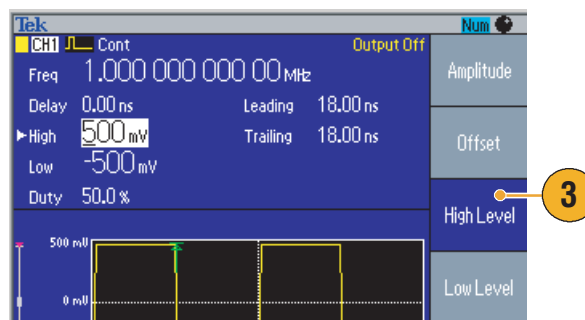 Tek
Num
CH1 Cont Output Off
Freq 1.000 000 000 00 MHz
Delay 0.00 ns Leading 18.00 ns
High 500 mV Trailing 18.00 ns
Low -500 mV
Duty 50.0 %
500 mV
0 mV
Amplitude
Offset
High Level
Low Level
3